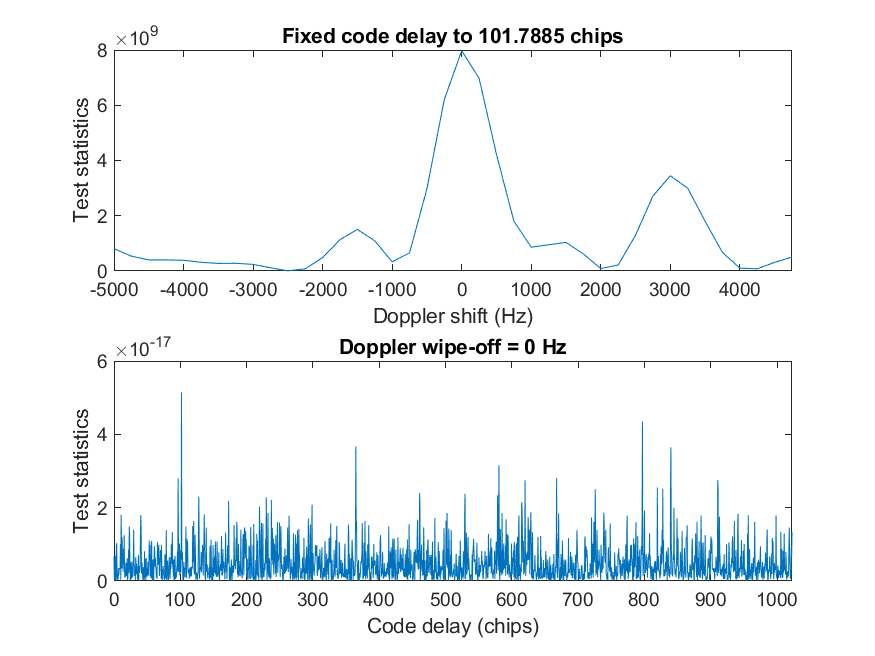 Fixed code delay to 101.7885 chips
×10^9
8
6
4
2
0
Test statistics
-5000 -4000 -3000 -2000 -1000 0 1000 2000 3000 4000
Doppler shift (Hz)
Doppler wipe-off = 0 Hz
×10^-17
6
4
2
0
Test statistics
0 100 200 300 400 500 600 700 800 900 1000
Code delay (chips)